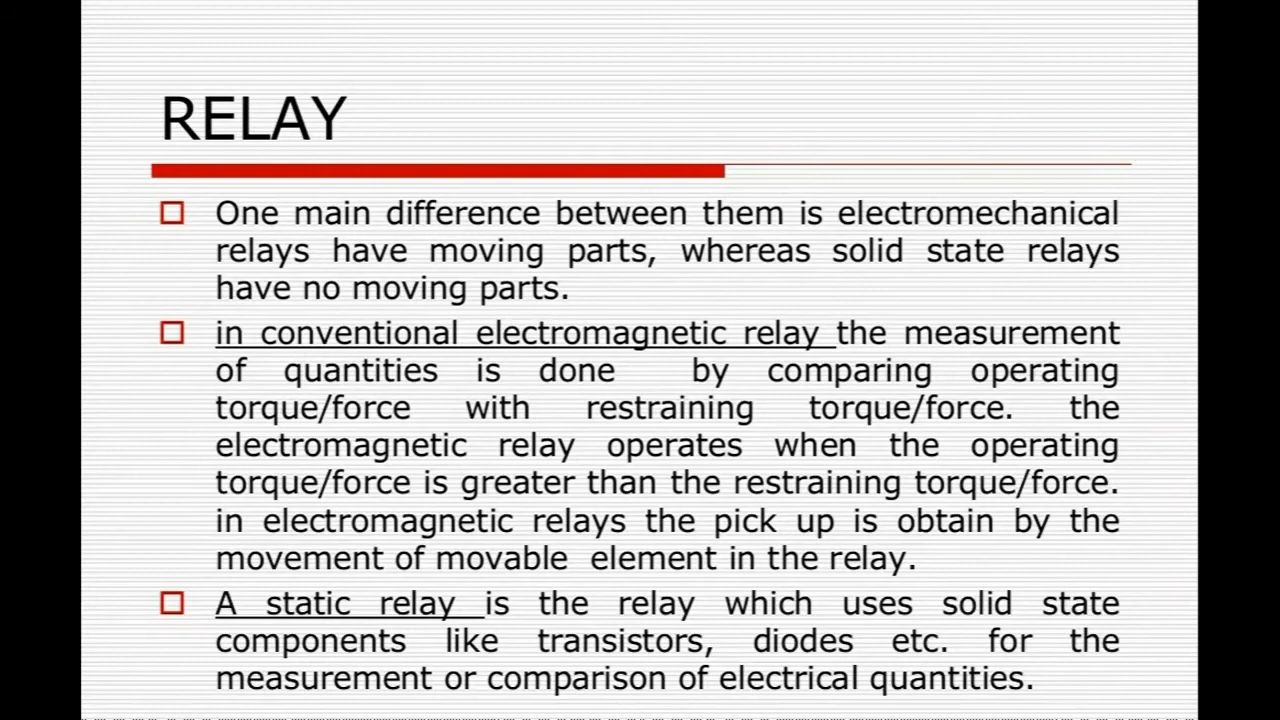 RELAY
One main difference between them is electromechanical
relays have moving parts, whereas solid state relays
have no moving parts.
in conventional electromagnetic relay the measurement
of quantities is done by comparing operating
torque/force with restraining torque/force. the
electromagnetic relay operates when the operating
torque/force is greater than the restraining torque/force.
in electromagnetic relays the pick up is obtain by the
movement of movable element in the relay.
A static relay is the relay which uses solid state
components like transistors, diodes etc. for the
measurement or comparison of electrical quantities.